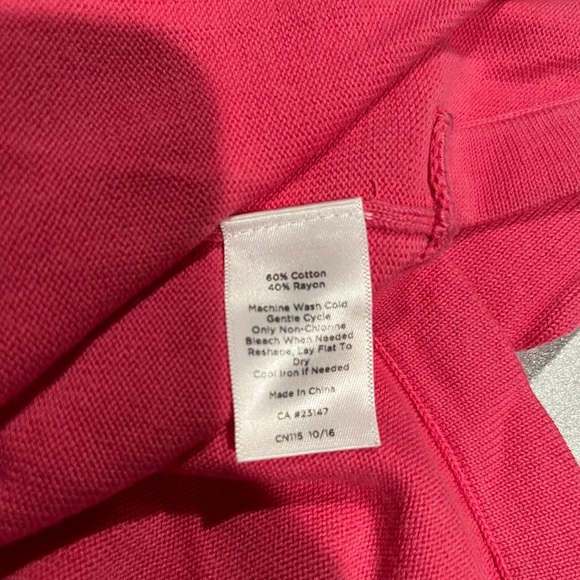 60% Cotton
40% Rayon
Machine Wash Cold
Gentle Cycle
Only Non-Chlorine
Bleach When Needed
Reshape, Lay Flat To
Dry
Cool Iron If Needed
Made In China
CA #23147
CN115 10/16